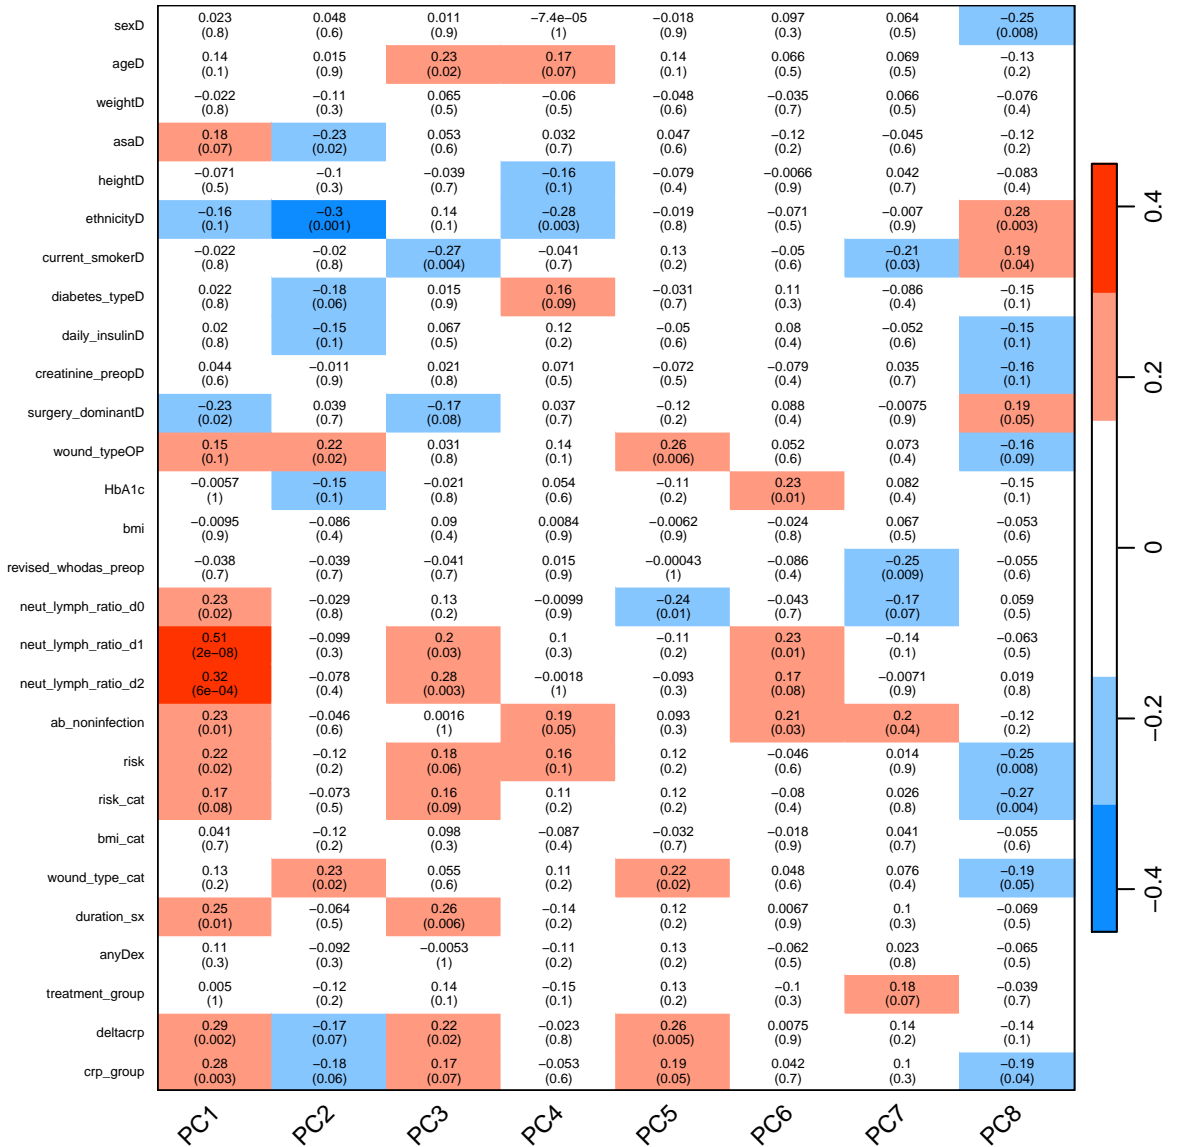 sexD 0.023 0.048 0.011 −7.4e−05 −0.018 0.097 0.064 −0.25
(0.8) (0.6) (0.9) (1) (0.9) (0.3) (0.5) (0.008)
ageD 0.14 0.015 0.23 0.17 0.14 0.066 0.069 −0.13
(0.1) (0.9) (0.02) (0.07) (0.1) (0.5) (0.5) (0.2)
weightD −0.022 −0.11 0.065 −0.06 −0.048 −0.035 0.066 −0.076
(0.8) (0.3) (0.5) (0.5) (0.6) (0.7) (0.5) (0.4)
asaD 0.18 −0.23 0.053 0.032 0.047 −0.12 −0.045 −0.12
(0.07) (0.02) (0.6) (0.7) (0.6) (0.2) (0.6) (0.2)
heightD −0.071 −0.1 −0.039 −0.16 −0.079 −0.0066 0.042 −0.083
(0.5) (0.3) (0.7) (0.1) (0.4) (0.9) (0.7) (0.4)
ethnicityD −0.16 −0.3 0.14 −0.28 −0.019 −0.071 −0.007 0.28
(0.1) (0.001) (0.1) (0.003) (0.8) (0.5) (0.9) (0.003)
current_smokerD −0.022 −0.02 −0.27 −0.041 0.13 −0.05 −0.21 0.19
(0.8) (0.8) (0.004) (0.7) (0.2) (0.6) (0.03) (0.04)
diabetes_typeD 0.022 −0.18 0.015 0.16 −0.031 0.11 −0.086 −0.15
(0.8) (0.06) (0.9) (0.09) (0.7) (0.3) (0.4) (0.1)
daily_insulinD 0.02 −0.15 0.067 0.12 −0.05 0.08 −0.052 −0.15
(0.8) (0.1) (0.5) (0.2) (0.6) (0.4) (0.6) (0.1)
creatinine_preopD 0.044 −0.011 0.021 0.071 −0.072 −0.079 0.035 −0.16
(0.6) (0.9) (0.8) (0.5) (0.5) (0.4) (0.7) (0.1)
surgery_dominantD −0.23 0.039 −0.17 0.037 −0.12 0.088 −0.0075 0.19
(0.02) (0.7) (0.08) (0.7) (0.2) (0.4) (0.9) (0.05)
wound_typeOP 0.15 0.22 0.031 0.14 0.26 0.052 0.073 −0.16
(0.1) (0.02) (0.8) (0.1) (0.006) (0.6) (0.4) (0.09)
HbA1c −0.0057 −0.15 −0.021 0.054 −0.11 0.23 0.082 −0.15
(1) (0.1) (0.8) (0.6) (0.2) (0.01) (0.4) (0.1)
bmi −0.0095 −0.086 0.09 0.0084 −0.0062 −0.024 0.067 −0.053
(0.9) (0.4) (0.4) (0.9) (0.9) (0.8) (0.5) (0.6)
revised_whodas_preop −0.038 −0.039 −0.041 0.015 −0.00043 −0.086 −0.25 −0.055
(0.7) (0.7) (0.7) (0.9) (1) (0.4) (0.009) (0.6)
neut_lymph_ratio_d0 0.23 −0.029 0.13 −0.0099 −0.24 −0.043 −0.17 0.059
(0.02) (0.8) (0.2) (0.9) (0.01) (0.7) (0.07) (0.5)
neut_lymph_ratio_d1 0.51 −0.099 0.2 0.1 −0.11 0.23 −0.14 −0.063
(2e−08) (0.3) (0.03) (0.3) (0.2) (0.01) (0.1) (0.5)
neut_lymph_ratio_d2 0.32 −0.078 0.28 −0.0018 −0.093 0.17 −0.0071 0.019
(6e−04) (0.4) (0.003) (1) (0.3) (0.08) (0.9) (0.8)
ab_noninfection 0.23 −0.046 0.0016 0.19 0.093 0.21 0.2 −0.12
(0.01) (0.6) (1) (0.05) (0.3) (0.03) (0.04) (0.2)
risk 0.22 −0.12 0.18 0.16 0.12 −0.046 0.014 −0.25
(0.02) (0.2) (0.06) (0.1) (0.2) (0.6) (0.9) (0.008)
risk_cat 0.17 −0.073 0.16 0.11 0.12 −0.08 0.026 −0.27
(0.08) (0.5) (0.09) (0.2) (0.2) (0.4) (0.8) (0.004)
bmi_cat 0.041 −0.12 0.098 −0.087 −0.032 −0.018 0.041 −0.055
(0.7) (0.2) (0.3) (0.4) (0.7) (0.9) (0.7) (0.6)
wound_type_cat 0.13 0.23 0.055 0.11 0.22 0.048 0.076 −0.19
(0.2) (0.02) (0.6) (0.2) (0.02) (0.6) (0.4) (0.05)
duration_sx 0.25 −0.064 0.26 −0.14 0.12 0.0067 0.1 −0.069
(0.01) (0.5) (0.006) (0.2) (0.2) (0.9) (0.3) (0.5)
anyDex 0.11 −0.092 −0.0053 −0.11 0.13 −0.062 0.023 −0.065
(0.3) (0.3) (1) (0.2) (0.2) (0.5) (0.8) (0.5)
treatment_group 0.005 −0.12 0.14 −0.15 0.13 −0.1 0.18 −0.039
(1) (0.2) (0.1) (0.1) (0.2) (0.3) (0.07) (0.7)
deltacrp 0.29 −0.17 0.22 −0.023 0.26 0.0075 0.14 −0.14
(0.002) (0.07) (0.02) (0.8) (0.005) (0.9) (0.2) (0.1)
crp_group 0.28 −0.18 0.17 −0.053 0.19 0.042 0.1 −0.19
(0.003) (0.06) (0.07) (0.6) (0.05) (0.7) (0.3) (0.04)
PC1 PC2 PC3 PC4 PC5 PC6 PC7 PC8
0.4
0.2
0
−0.2
−0.4